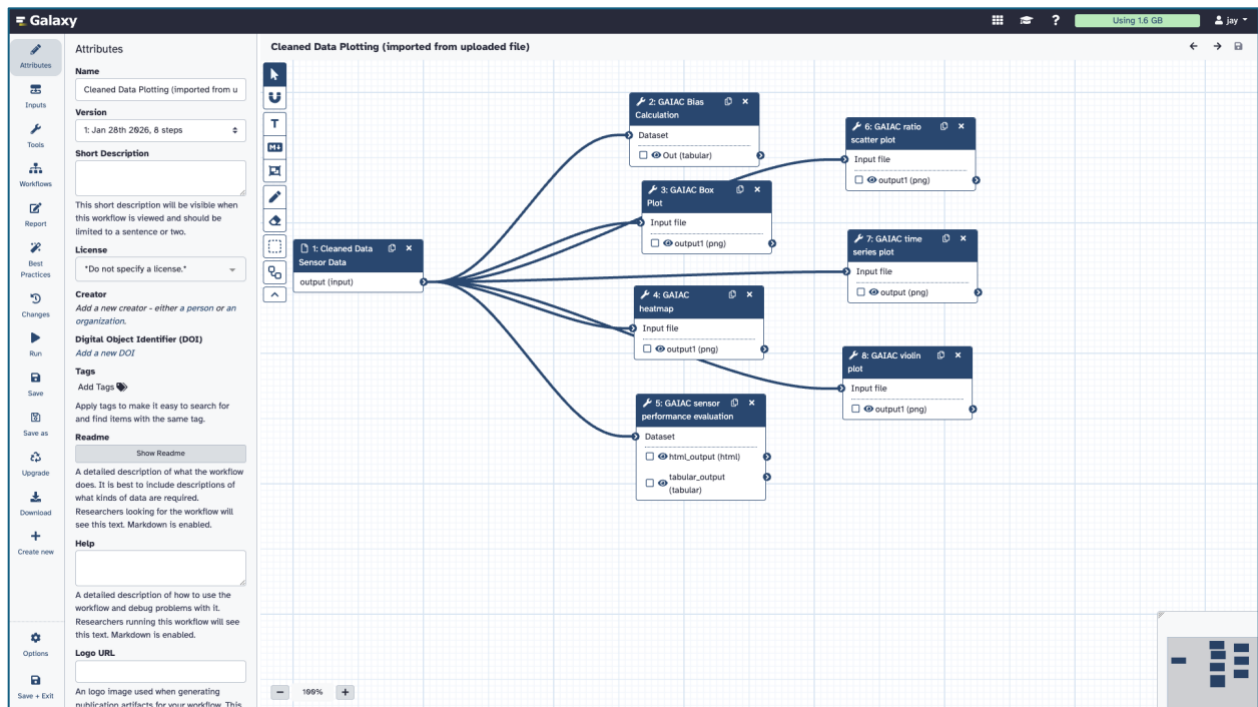 Galaxy
Using 1.6 GB
jay
Attributes
Inputs
Tools
Workflows
Report
Best
Practices
Changes
Run
Save
Save as
Upgrade
Download
Create new
Options
Save + Exit
Attributes
Name
Cleaned Data Plotting (imported from u
Version
1: Jan 28th 2026, 8 steps
Short Description
This short description will be visible when
this workflow is viewed and should be
limited to a sentence or two.
License
*Do not specify a license.*
Creator
Add a new creator - either a person or an
organization.
Digital Object Identifier (DOI)
Add a new DOI
Tags
Add Tags
Apply tags to make it easy to search for
and find items with the same tag.
Readme
Show Readme
A detailed description of what the workflow
does. It is best to include descriptions of
what kinds of data are required.
Researchers looking for the workflow will
see this text. Markdown is enabled.
Help
A detailed description of how to use the
workflow and debug problems with it.
Researchers running this workflow will see
this text. Markdown is enabled.
Logo URL
An logo image used when generating
publication artifacts for your workflow. This
Cleaned Data Plotting (imported from uploaded file)
T
M
1: Cleaned Data
Sensor Data
output (input)
2: GAIAC Bias
Calculation
Dataset
Out (tabular)
3: GAIAC Box
Plot
Input file
output1 (png)
4: GAIAC
heatmap
Input file
output1 (png)
5: GAIAC sensor
performance evaluation
Dataset
html_output (html)
tabular_output
(tabular)
6: GAIAC ratio
scatter plot
Input file
output1 (png)
7: GAIAC time
series plot
Input file
output (png)
8: GAIAC violin
plot
Input file
output1 (png)
100%